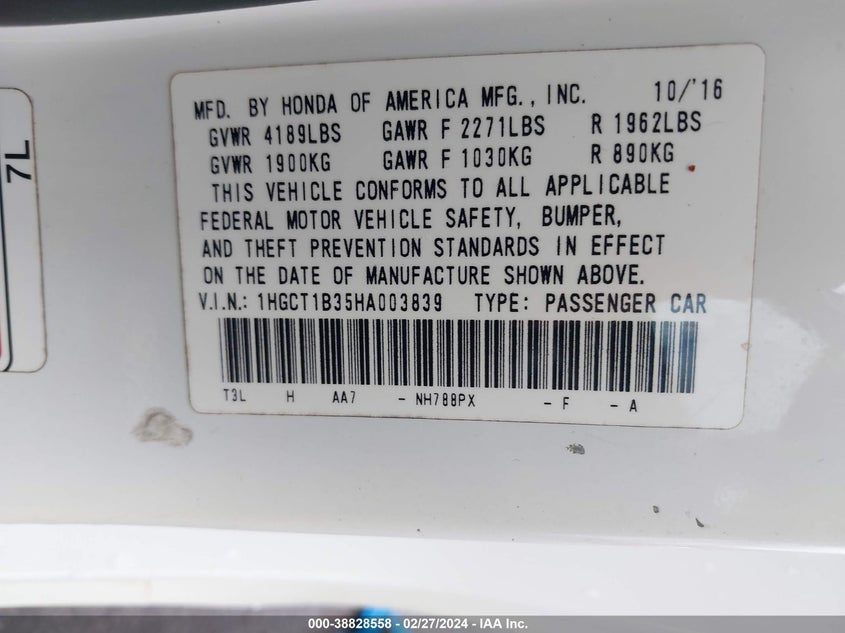 7L
MFD. BY HONDA OF AMERICA MFG., INC. 10/'16
GVWR 4189LBS GAWR F 2271LBS R 1962LBS
GVWR 1900KG GAWR F 1030KG R 890KG
THIS VEHICLE CONFORMS TO ALL APPLICABLE
FEDERAL MOTOR VEHICLE SAFETY, BUMPER,
AND THEFT PREVENTION STANDARDS IN EFFECT
ON THE DATE OF MANUFACTURE SHOWN ABOVE.
V.I.N.: 1HGCT1B35HA003839 TYPE: PASSENGER CAR
T3L H AA7 - NH788PX - F - A
000-38828558 - 02/27/2024 - IAA Inc.